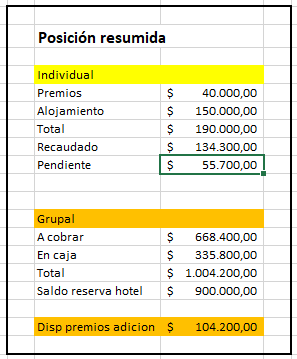 Posición resumida
Individual
Premios $ 40.000,00
Alojamiento $ 150.000,00
Total $ 190.000,00
Recaudado $ 134.300,00
Pendiente $ 55.700,00
Grupal
A cobrar $ 668.400,00
En caja $ 335.800,00
Total $ 1.004.200,00
Saldo reserva hotel $ 900.000,00
Disp premios adicion $ 104.200,00